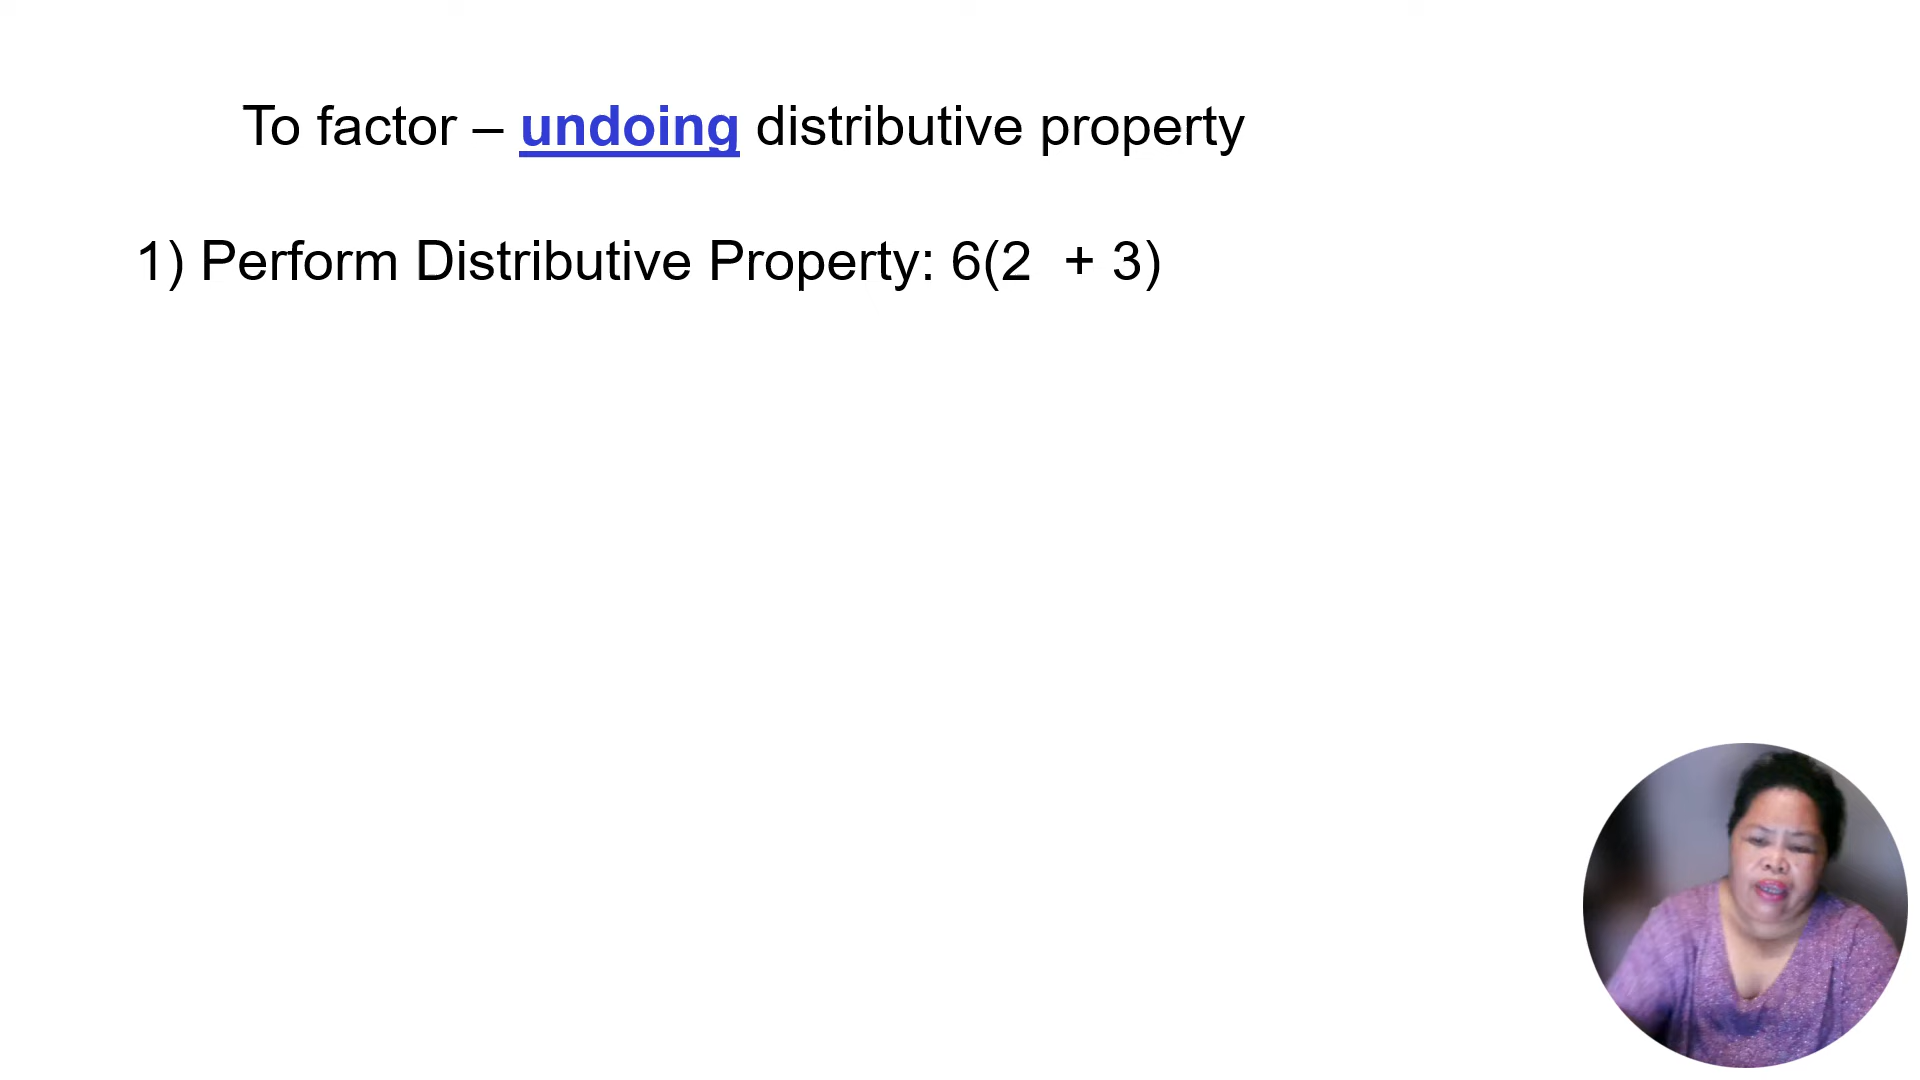 To factor – undoing distributive property
1) Perform Distributive Property: 6(2  + 3)